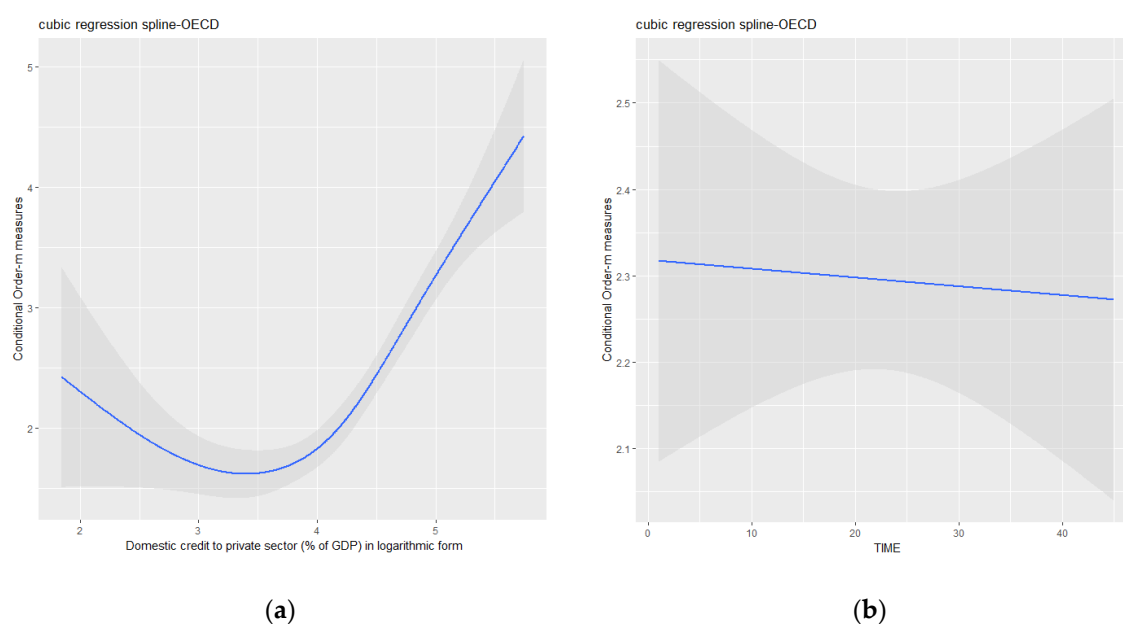 cubic regression spline-OECD
Conditional Order-m measures
5
4
3
2
2
3
4
5
Domestic credit to private sector (% of GDP) in logarithmic form
(a)
cubic regression spline-OECD
Conditional Order-m measures
2.5
2.4
2.3
2.2
2.1
0
10
20
30
40
TIME
(b)